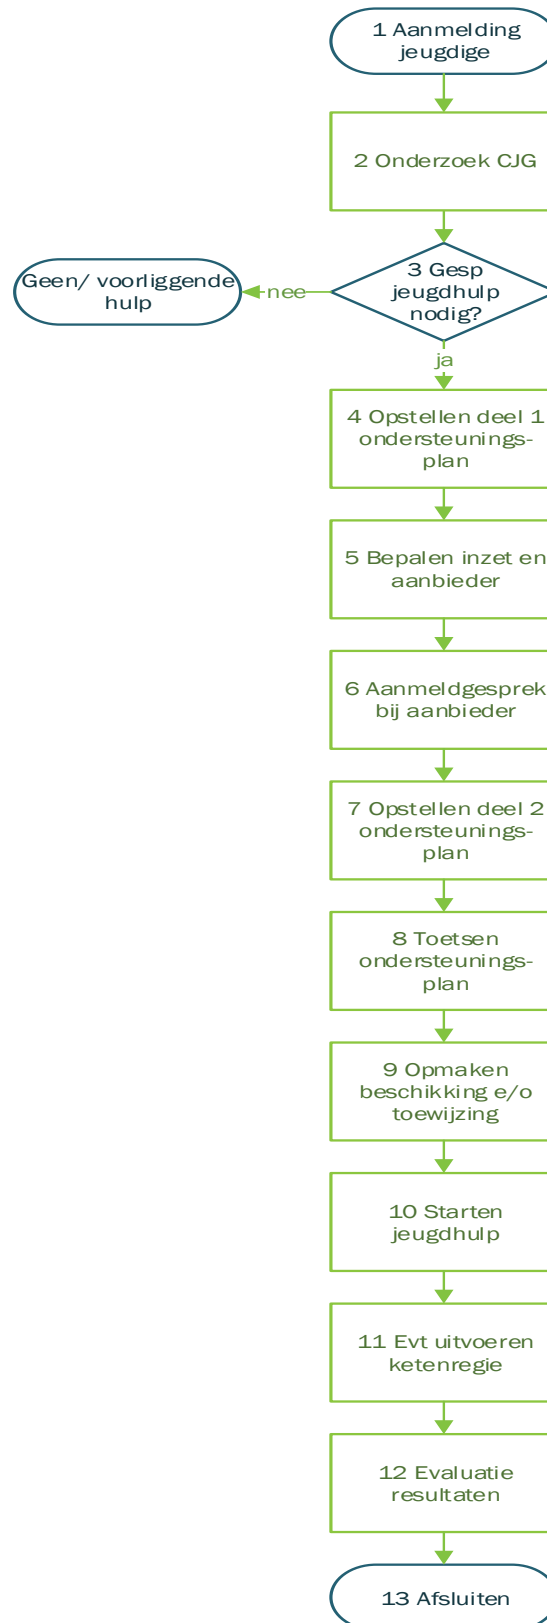 1 Aanmelding
jeugdige
2 Onderzoek CJG
3 Gesp
jeugdhulp
nodig?
nee
Geen/ voorliggende
hulp
ja
4 Opstellen deel 1
ondersteunings-
plan
5 Bepalen inzet en
aanbieder
6 Aanmeldgesprek
bij aanbieder
7 Opstellen deel 2
ondersteunings-
plan
8 Toetsen
ondersteunings-
plan
9 Opmaken
beschikking e/o
toewijzing
10 Starten
jeugdhulp
11 Evt uitvoeren
ketenregie
12 Evaluatie
resultaten
13 Afsluiten